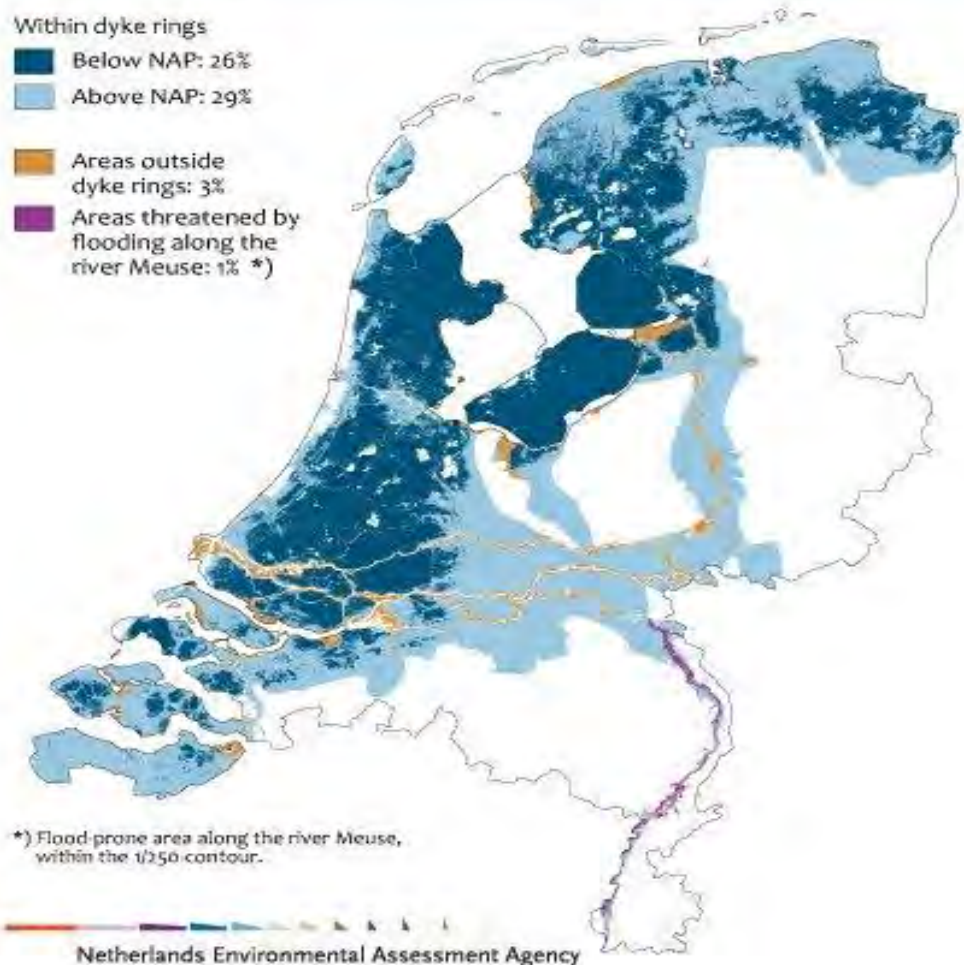 Within dyke rings
Below NAP: 26%
Above NAP: 29%
Areas outside
dyke rings: 3%
Areas threatened by
flooding along the
river Meuse: 1% *)
*) Flood-prone area along the river Meuse,
within the 1/250 contour.
Netherlands Environmental Assessment Agency